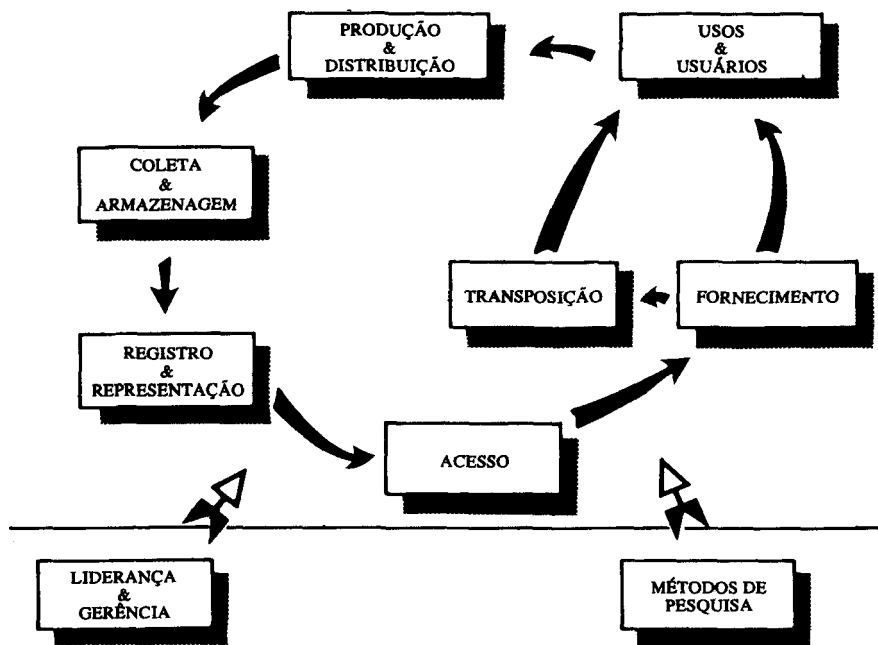 PRODUÇÃO
&
DISTRIBUIÇÃO
USOS
&
USUÁRIOS
COLETA
&
ARMAZENAGEM
TRANSPOSIÇÃO
FORNECIMENTO
REGISTRO
&
REPRESENTAÇÃO
ACESSO
LIDERANÇA
&
GERÊNCIA
MÉTODOS DE
PESQUISA